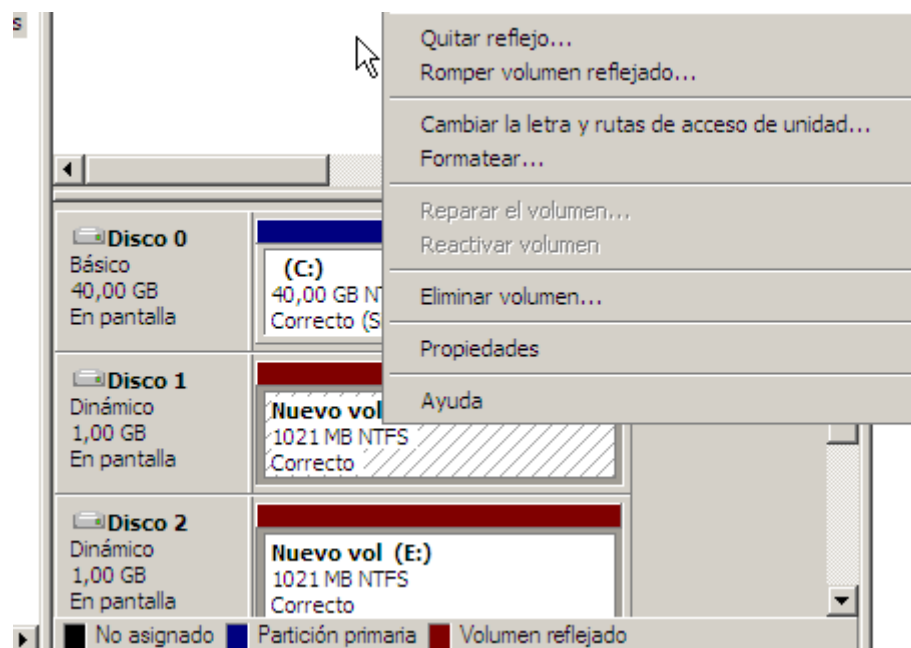 s
Quitar reflejo...
Romper volumen reflejado...
Cambiar la letra y rutas de acceso de unidad...
Formatear...
Reparar el volumen...
Reactivar volumen
Eliminar volumen...
Propiedades
Ayuda
Disco 0
Básico
40,00 GB
En pantalla
(C:)
40,00 GB NT
Correcto (S
Disco 1
Dinámico
1,00 GB
En pantalla
Nuevo vol
1021 MB NTFS
Correcto
Disco 2
Dinámico
1,00 GB
En pantalla
Nuevo vol (E:)
1021 MB NTFS
Correcto
No asignado Partición primaria Volumen reflejado